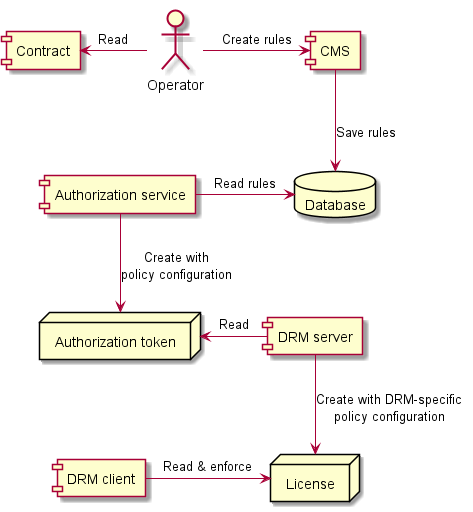 Contract
Read
Operator
Create rules
CMS
Save rules
Authorization service
Read rules
Database
Create with
policy configuration
Authorization token
Read
DRM server
Create with DRM-specific
policy configuration
DRM client
Read & enforce
License